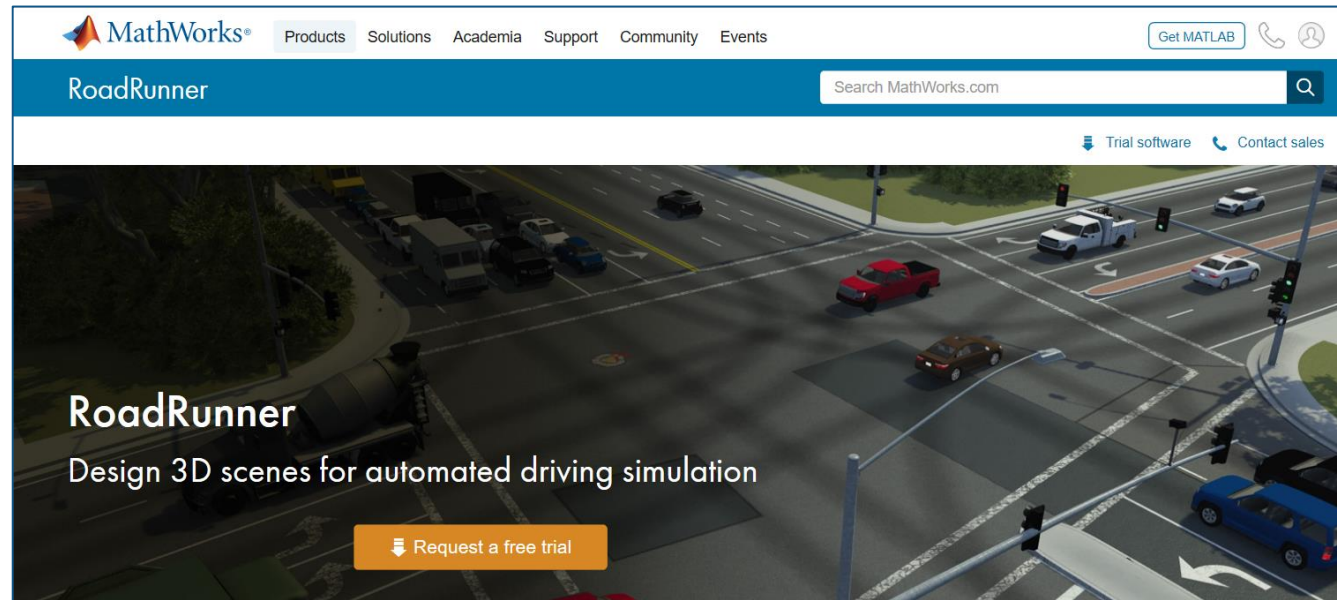 MathWorks®
Products Solutions Academia Support Community Events
Get MATLAB
RoadRunner
Search MathWorks.com
Trial software Contact sales
RoadRunner
Design 3D scenes for automated driving simulation
Request a free trial